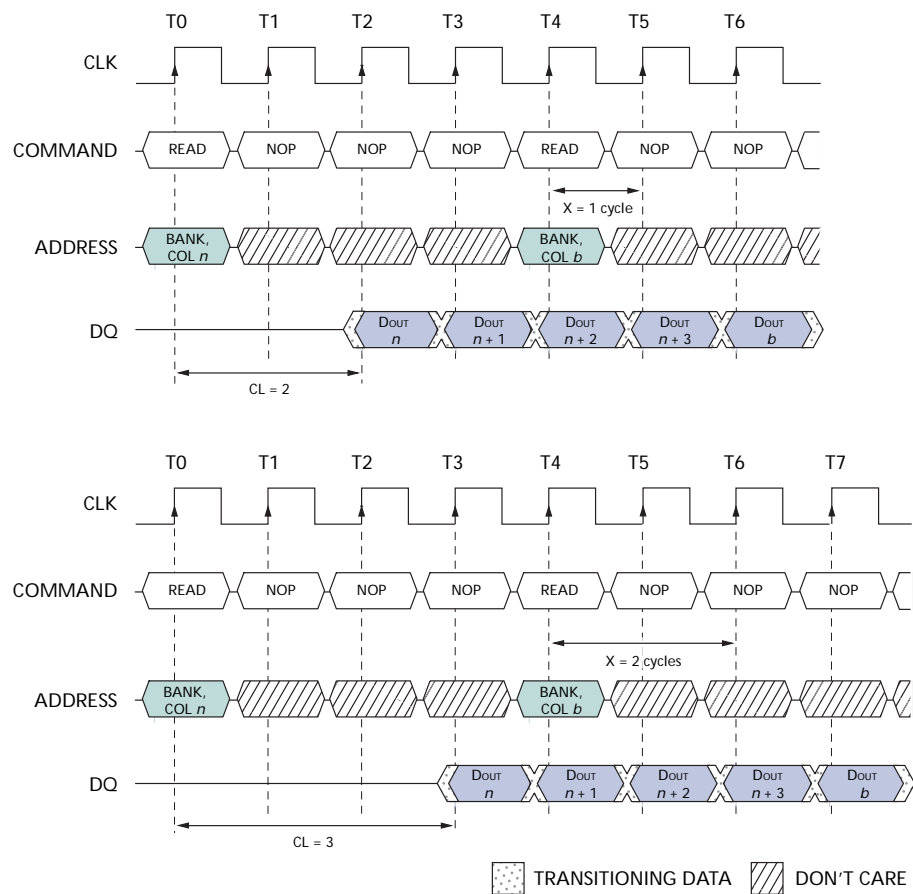 T0 T1 T2 T3 T4 T5 T6
CLK
COMMAND READ NOP NOP NOP READ NOP NOP
X = 1 cycle
ADDRESS BANK, COL n BANK, COL b
DQ DOUT n DOUT n + 1 DOUT n + 2 DOUT n + 3 DOUT b
CL = 2
T0 T1 T2 T3 T4 T5 T6 T7
CLK
COMMAND READ NOP NOP NOP READ NOP NOP NOP
X = 2 cycles
ADDRESS BANK, COL n BANK, COL b
DQ DOUT n DOUT n + 1 DOUT n + 2 DOUT n + 3 DOUT b
CL = 3
TRANSITIONING DATA DON'T CARE